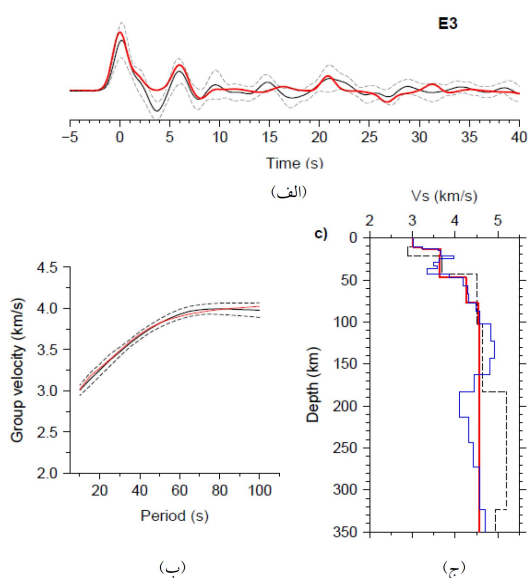 E3
−5 0 5 10 15 20 25 30 35 40
Time (s)
(الف)
Vs (km/s)
c)
2 3 4 5
0
50
100
150
200
250
300
350
Depth (km)
4.5
4.0
3.5
3.0
2.5
2.0
Group velocity (km/s)
20 40 60 80 100
Period (s)
(ب)
(ج)